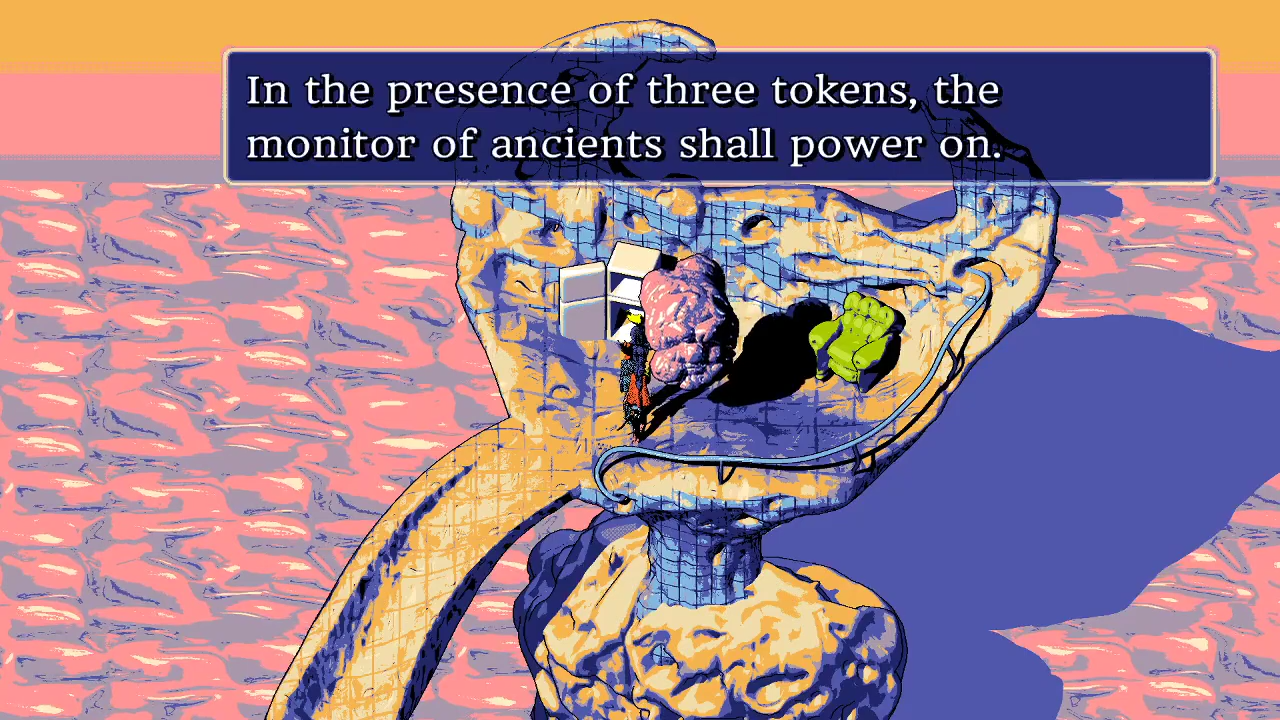 In the presence of three tokens, the
monitor of ancients shall power on.